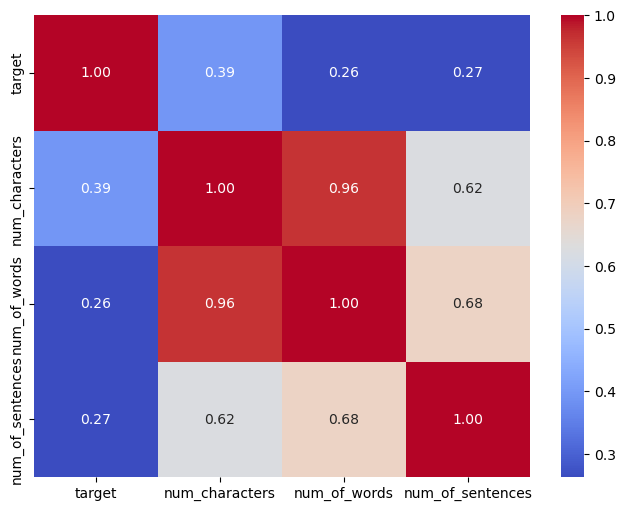 target 1.00 0.39 0.26 0.27
num_characters 0.39 1.00 0.96 0.62
num_of_words 0.26 0.96 1.00 0.68
num_of_sentences 0.27 0.62 0.68 1.00
target num_characters num_of_words num_of_sentences
1.0
0.9
0.8
0.7
0.6
0.5
0.4
0.3